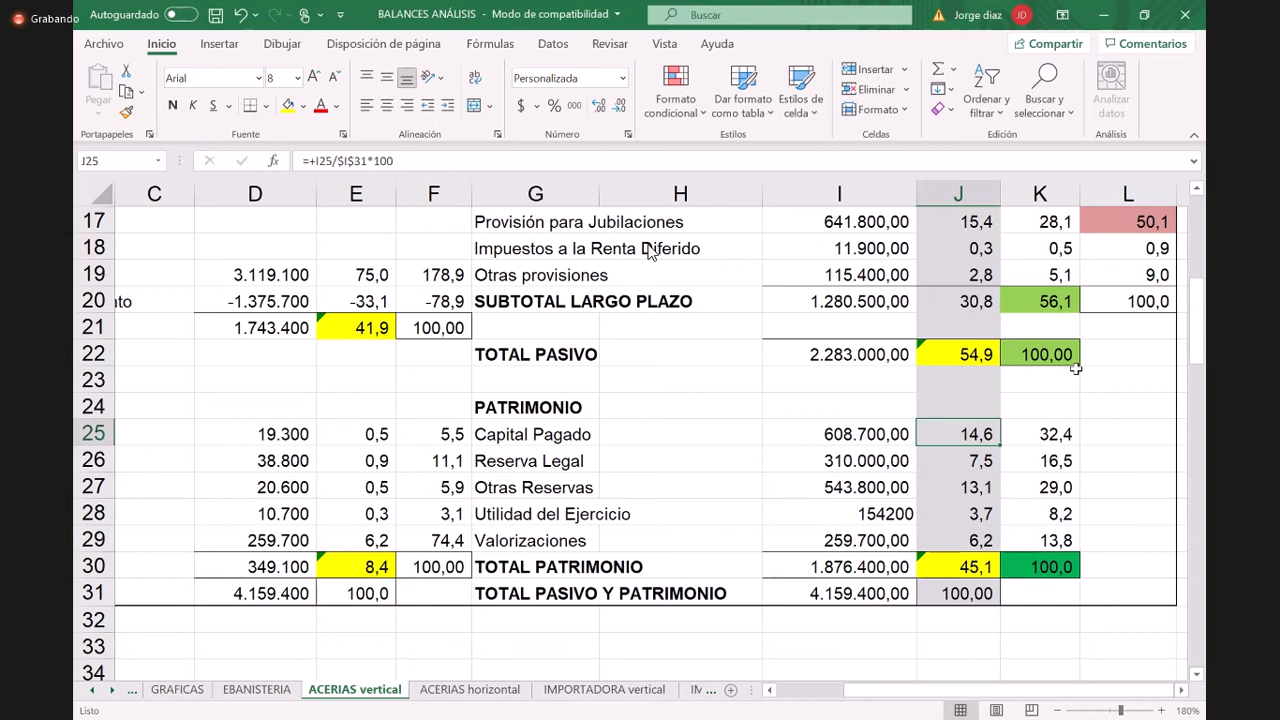 Grabando
Autoguardado
BALANCES ANÁLISIS - Modo de compatibilidad
Buscar
Jorge diaz
JD
Archivo Inicio Insertar Dibujar Disposición de página Fórmulas Datos Revisar Vista Ayuda
Compartir
Comentarios
Pegar
Arial
8
N K S
Personalizada
$ % 000
Formato condicional
Dar formato como tabla
Estilos de celda
Insertar
Eliminar
Formato
Ordenar y filtrar
Buscar y seleccionar
Analizar datos
Portapapeles Fuente Alineación Número Estilos Celdas Edición Análisis
J25
fx
=+I25/$I$31*100
C D E F G H I J K L
17 Provisión para Jubilaciones 641.800,00 15,4 28,1 50,1
18 Impuestos a la Renta Diferido 11.900,00 0,3 0,5 0,9
19 3.119.100 75,0 178,9 Otras provisiones 115.400,00 2,8 5,1 9,0
20 nto -1.375.700 -33,1 -78,9 SUBTOTAL LARGO PLAZO 1.280.500,00 30,8 56,1 100,0
21 1.743.400 41,9 100,00
22 TOTAL PASIVO 2.283.000,00 54,9 100,00
23
24 PATRIMONIO
25 19.300 0,5 5,5 Capital Pagado 608.700,00 14,6 32,4
26 38.800 0,9 11,1 Reserva Legal 310.000,00 7,5 16,5
27 20.600 0,5 5,9 Otras Reservas 543.800,00 13,1 29,0
28 10.700 0,3 3,1 Utilidad del Ejercicio 154200 3,7 8,2
29 259.700 6,2 74,4 Valorizaciones 259.700,00 6,2 13,8
30 349.100 8,4 100,00 TOTAL PATRIMONIO 1.876.400,00 45,1 100,0
31 4.159.400 100,0 TOTAL PASIVO Y PATRIMONIO 4.159.400,00 100,00
32
33
34
... GRAFICAS EBANISTERIA ACERIAS vertical ACERIAS horizontal IMPORTADORA vertical IM ...
Listo
180%